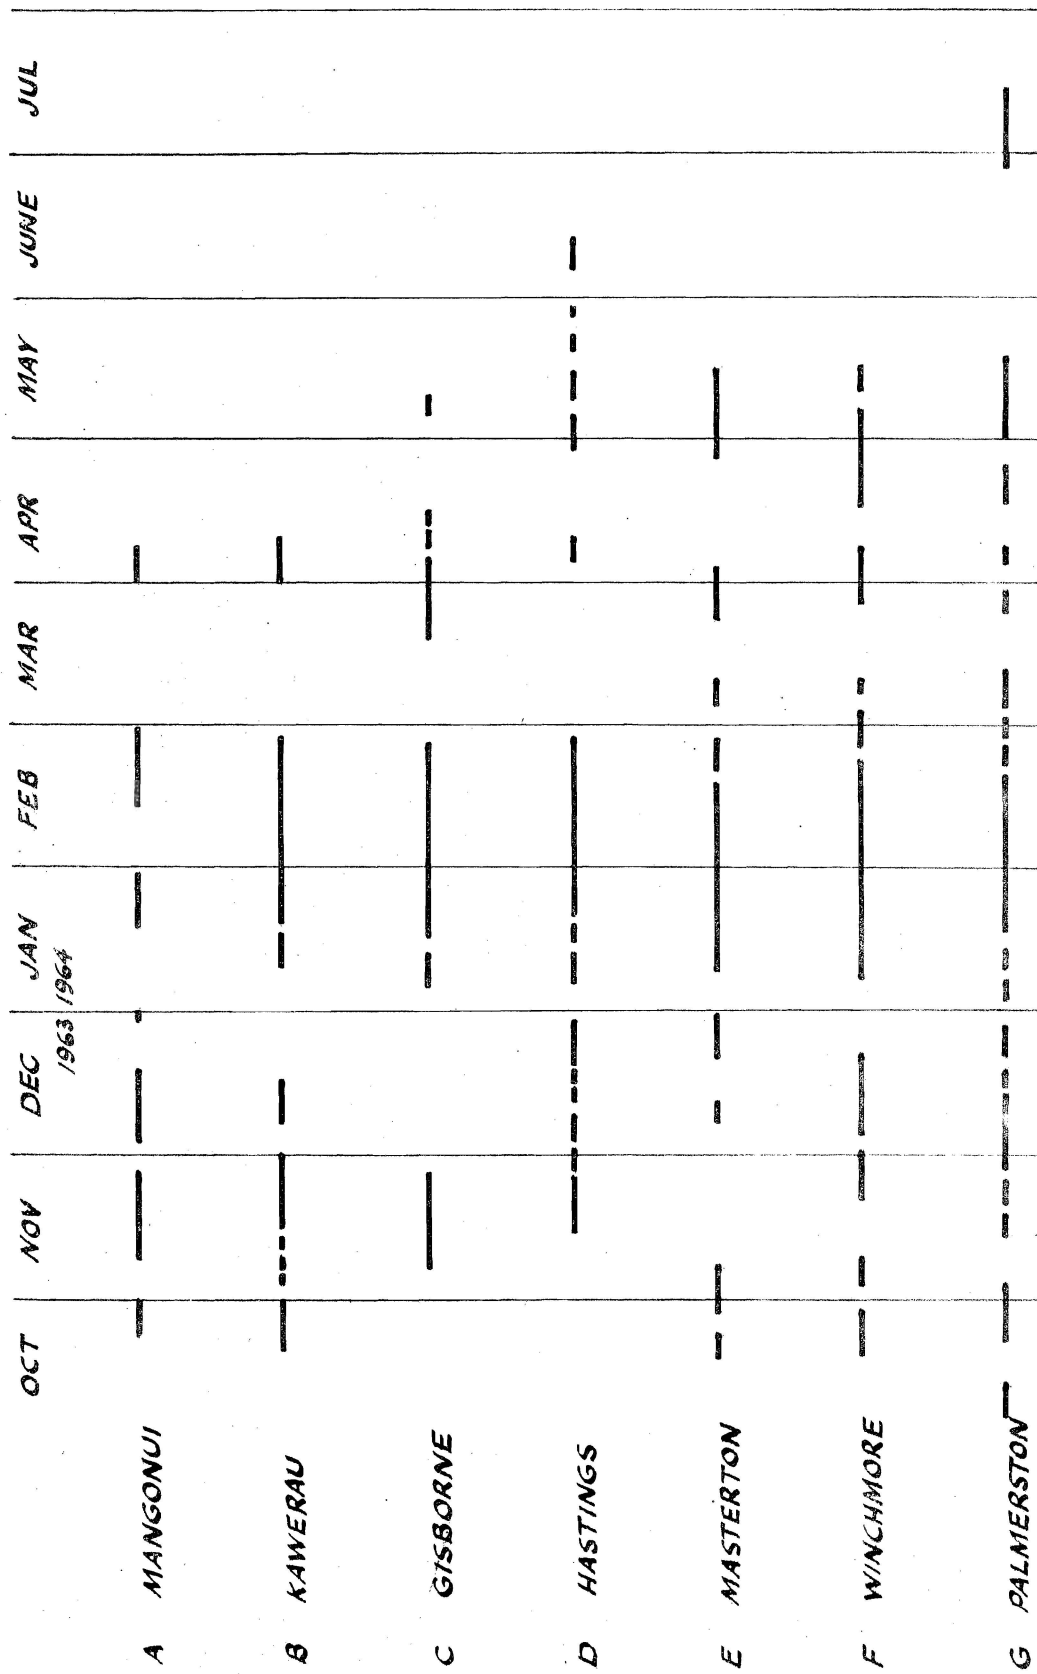 OCT NOV DEC JAN FEB MAR APR MAY JUNE JUL
1963 1964
A MANGONUI
B KAWERAU
C GISBORNE
D HASTINGS
E MASTERTON
F WINCHMORE
G PALMERSTON